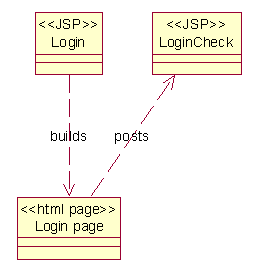 <<JSP>>
Login
<<JSP>>
LoginCheck
builds
posts
<<html page>>
Login page